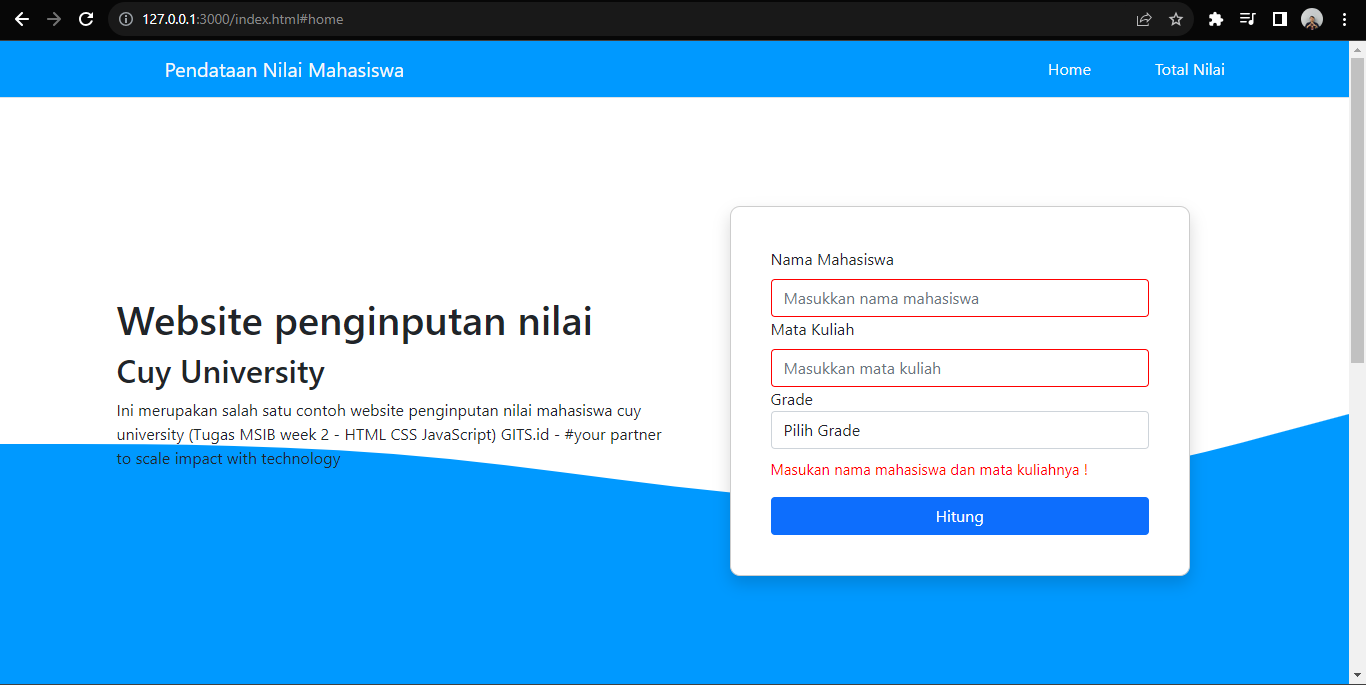 127.0.0.1:3000/index.html#home
Pendataan Nilai Mahasiswa
Home
Total Nilai
Website penginputan nilai
Cuy University
Ini merupakan salah satu contoh website penginputan nilai mahasiswa cuy
university (Tugas MSIB week 2 - HTML CSS JavaScript) GITS.id - #your partner
to scale impact with technology
Nama Mahasiswa
Masukkan nama mahasiswa
Mata Kuliah
Masukkan mata kuliah
Grade
Pilih Grade
Masukan nama mahasiswa dan mata kuliahnya !
Hitung